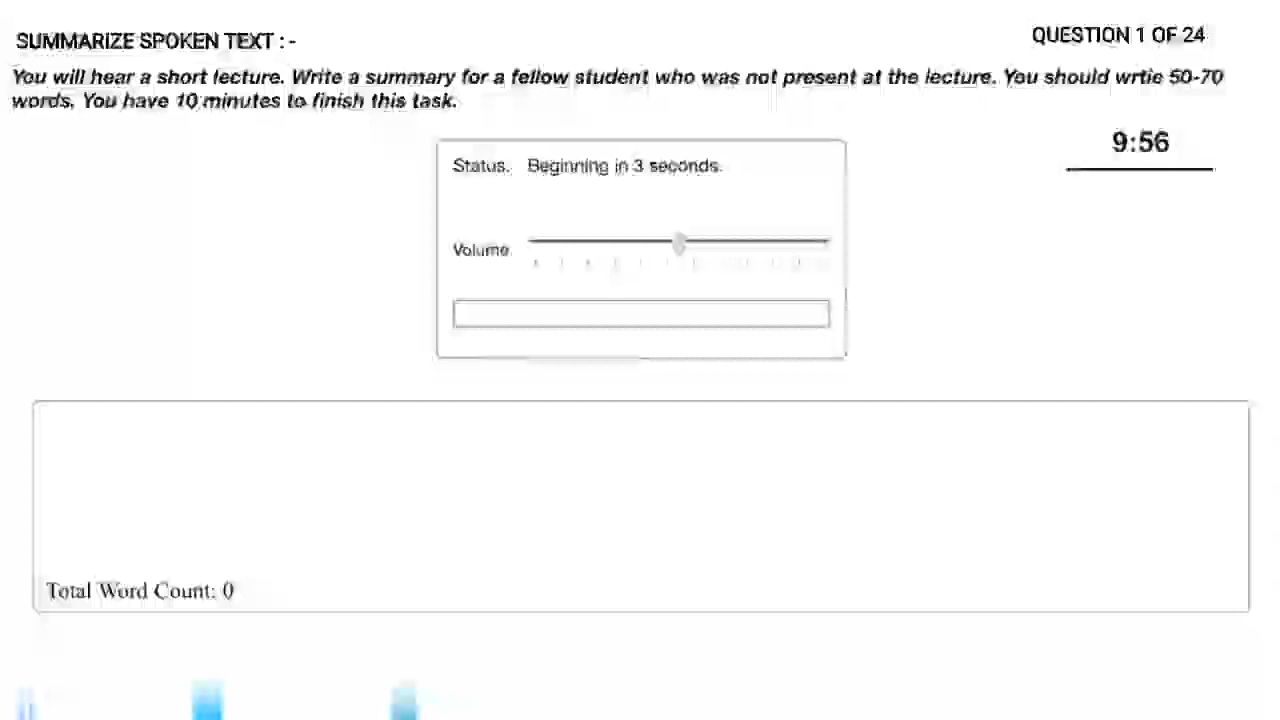 SUMMARIZE SPOKEN TEXT : -
QUESTION 1 OF 24
You will hear a short lecture. Write a summary for a fellow student who was not present at the lecture. You should wrtie 50-70
words. You have 10 minutes to finish this task.
9:56
Status. Beginning in 3 seconds.
Volume
Total Word Count: 0